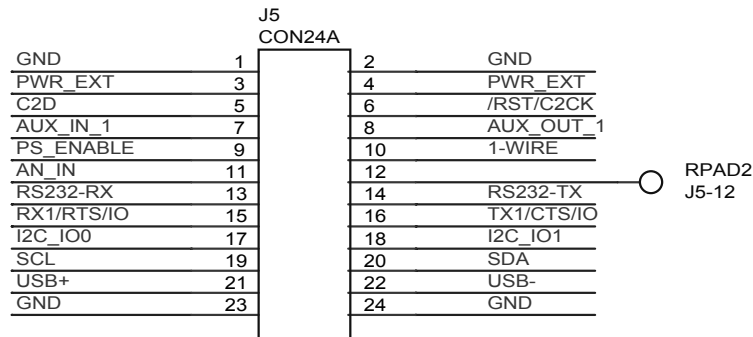 J5
CON24A
GND 1 2 GND
PWR_EXT 3 4 PWR_EXT
C2D 5 6 /RST/C2CK
AUX_IN_1 7 8 AUX_OUT_1
PS_ENABLE 9 10 1-WIRE
AN_IN 11 12 RPAD2
RS232-RX 13 14 RS232-TX J5-12
RX1/RTS/IO 15 16 TX1/CTS/IO
I2C_IO0 17 18 I2C_IO1
SCL 19 20 SDA
USB+ 21 22 USB-
GND 23 24 GND